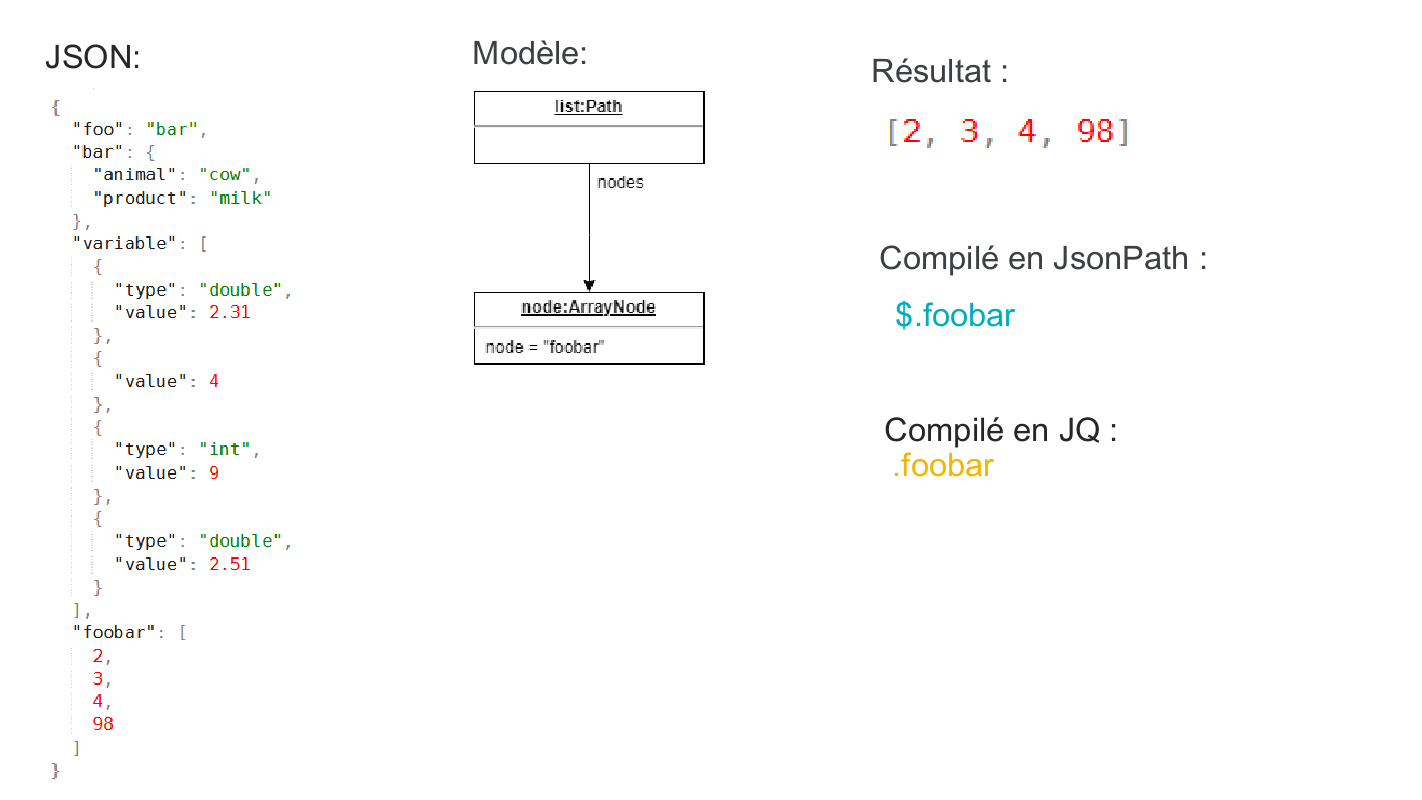 JSON:
{
"foo": "bar",
"bar": {
"animal": "cow",
"product": "milk"
},
"variable": [
{
"type": "double",
"value": 2.31
},
{
"value": 4
},
{
"type": "int",
"value": 9
},
{
"type": "double",
"value": 2.51
}
],
"foobar": [
2,
3,
4,
98
]
}
Modèle:
list:Path
nodes
node:ArrayNode
node = "foobar"
Résultat :
[2, 3, 4, 98]
Compilé en JsonPath :
$.foobar
Compilé en JQ :
.foobar